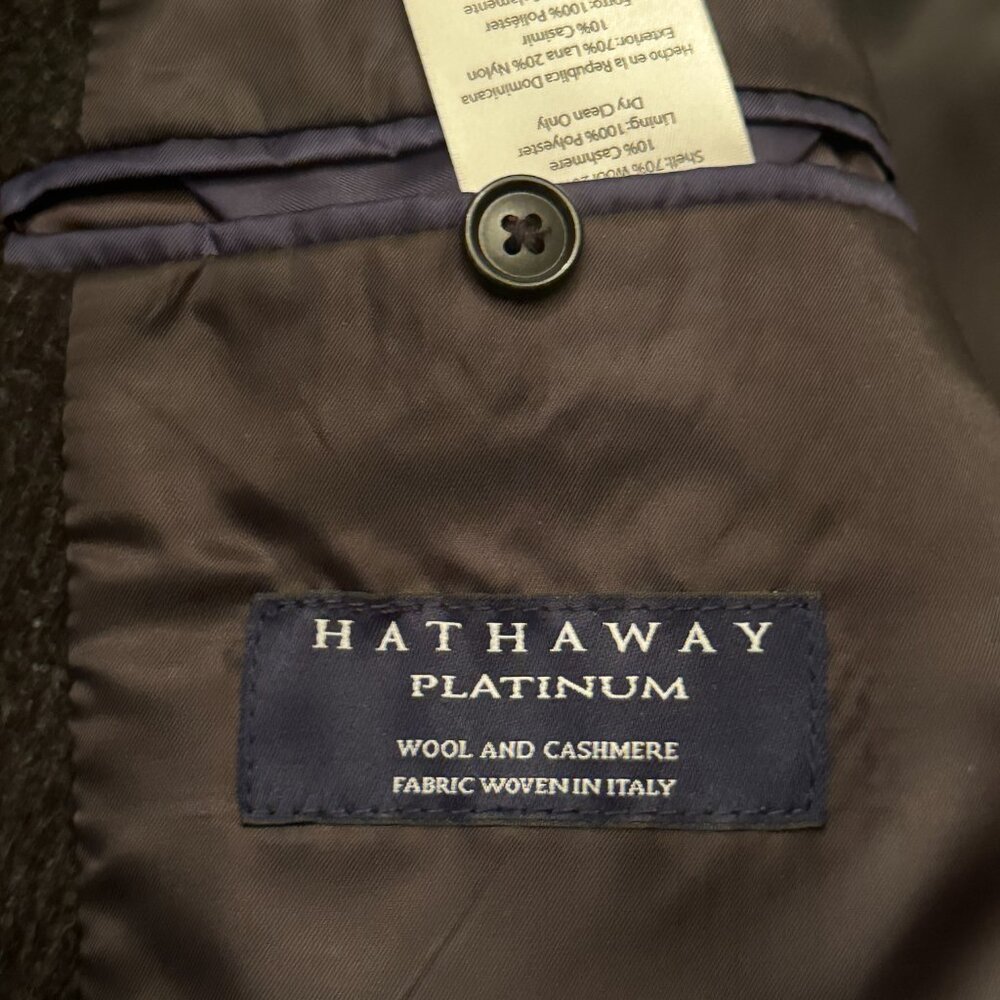 Shell: 70% Wool
10% Cashmere
Lining: 100% Polyester
Dry Clean Only
Hecho en la Republica Dominicana
Exterior: 70% Lana 20% Nylon
10% Casimir
Forro: 100% Poliéster
HATHAWAY
PLATINUM
WOOL AND CASHMERE
FABRIC WOVEN IN ITALY